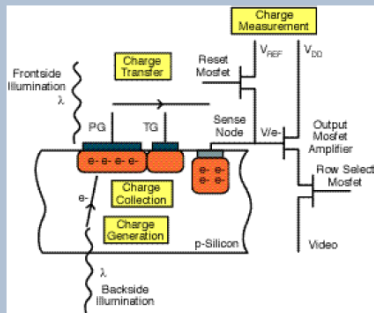 Charge
Measurement
Charge
Transfer
Reset
Mosfet
VREF
VDD
Frontside
Illumination
λ
PG
TG
Sense
Node
V/e-
Output
Mosfet
Amplifier
Row Select
Mosfet
e- e- e- e-
e- e-
e- e-
e-
Charge
Collection
Charge
Generation
p-Silicon
Video
λ
Backside
Illumination